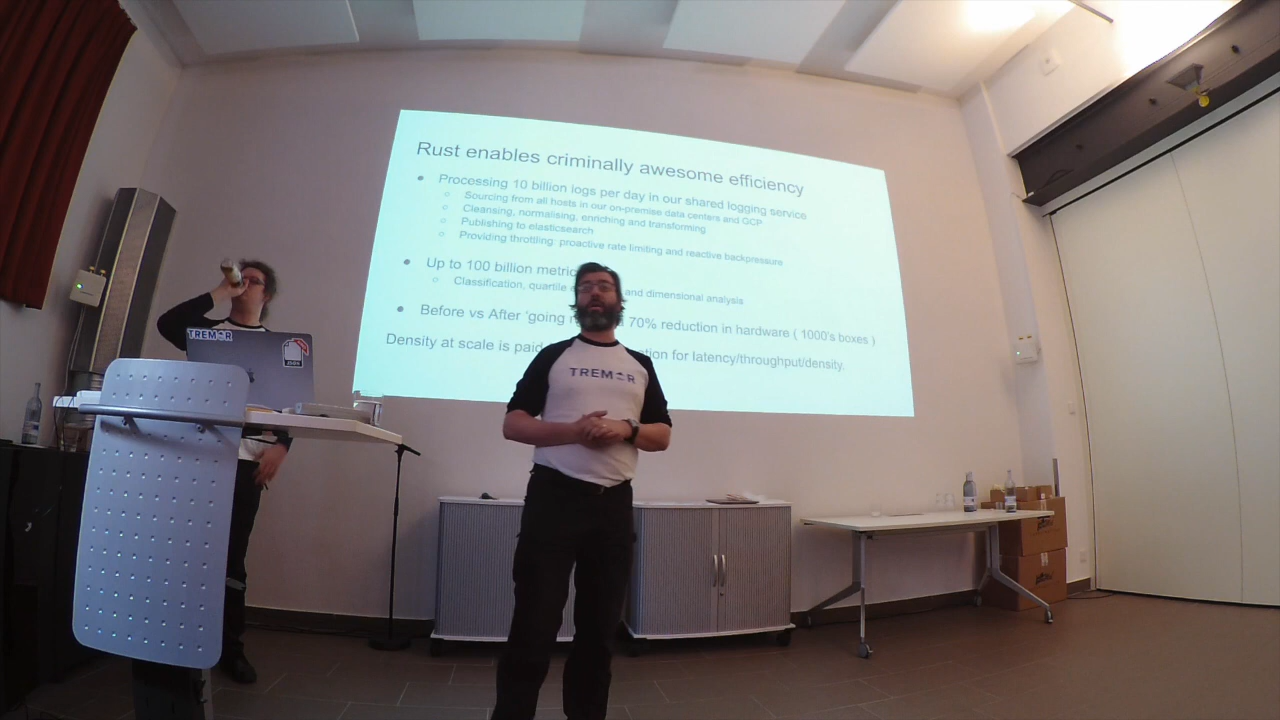 Rust enables criminally awesome efficiency
● Processing 10 billion logs per day in our shared logging service
○ Sourcing from all hosts in our on-premise data centers and GCP
○ Cleansing, normalising, enriching and transforming
○ Publishing to elasticsearch
○ Providing throttling: proactive rate limiting and reactive backpressure
● Up to 100 billion metric
○ Classification, quartile and dimensional analysis
● Before vs After 'going 70% reduction in hardware ( 1000's boxes )
Density at scale is paid for latency/throughput/density.
TREMOR
JSON
TREMOR